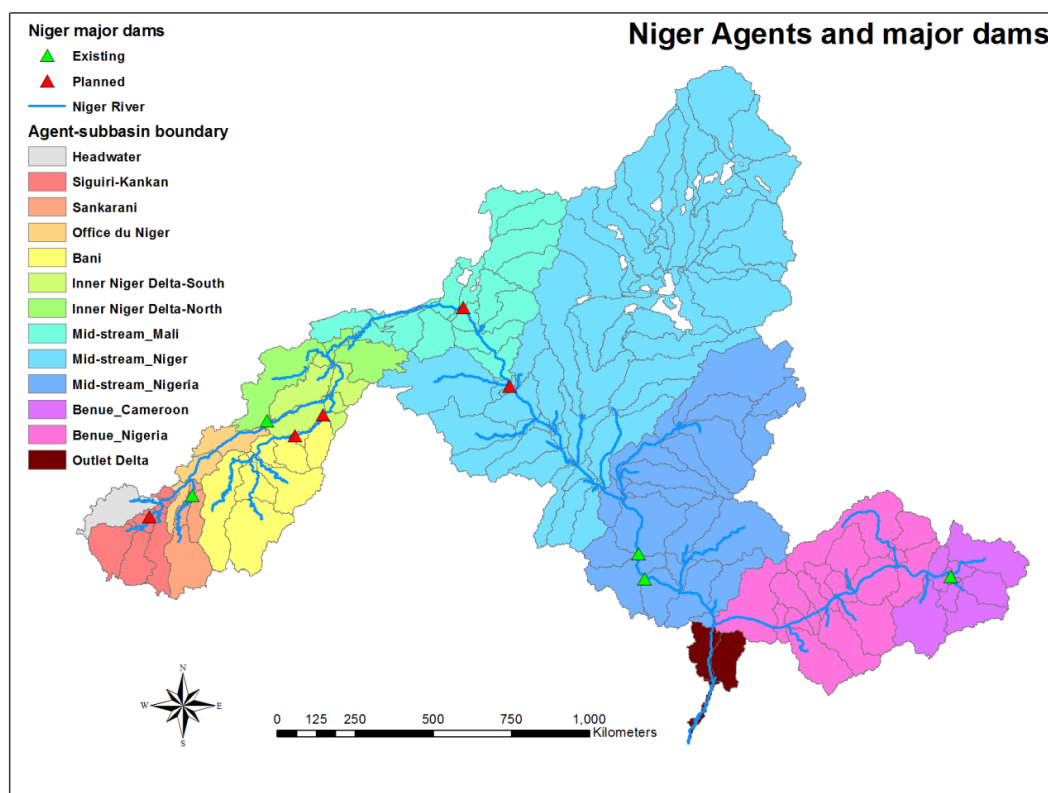 Niger Agents and major dams
Niger major dams
Existing
Planned
Niger River
Agent-subbasin boundary
Headwater
Siguiri-Kankan
Sankarani
Office du Niger
Bani
Inner Niger Delta-South
Inner Niger Delta-North
Mid-stream_Mali
Mid-stream_Niger
Mid-stream_Nigeria
Benue_Cameroon
Benue_Nigeria
Outlet Delta
N
W E
S
0 125 250 500 750 1,000
Kilometers